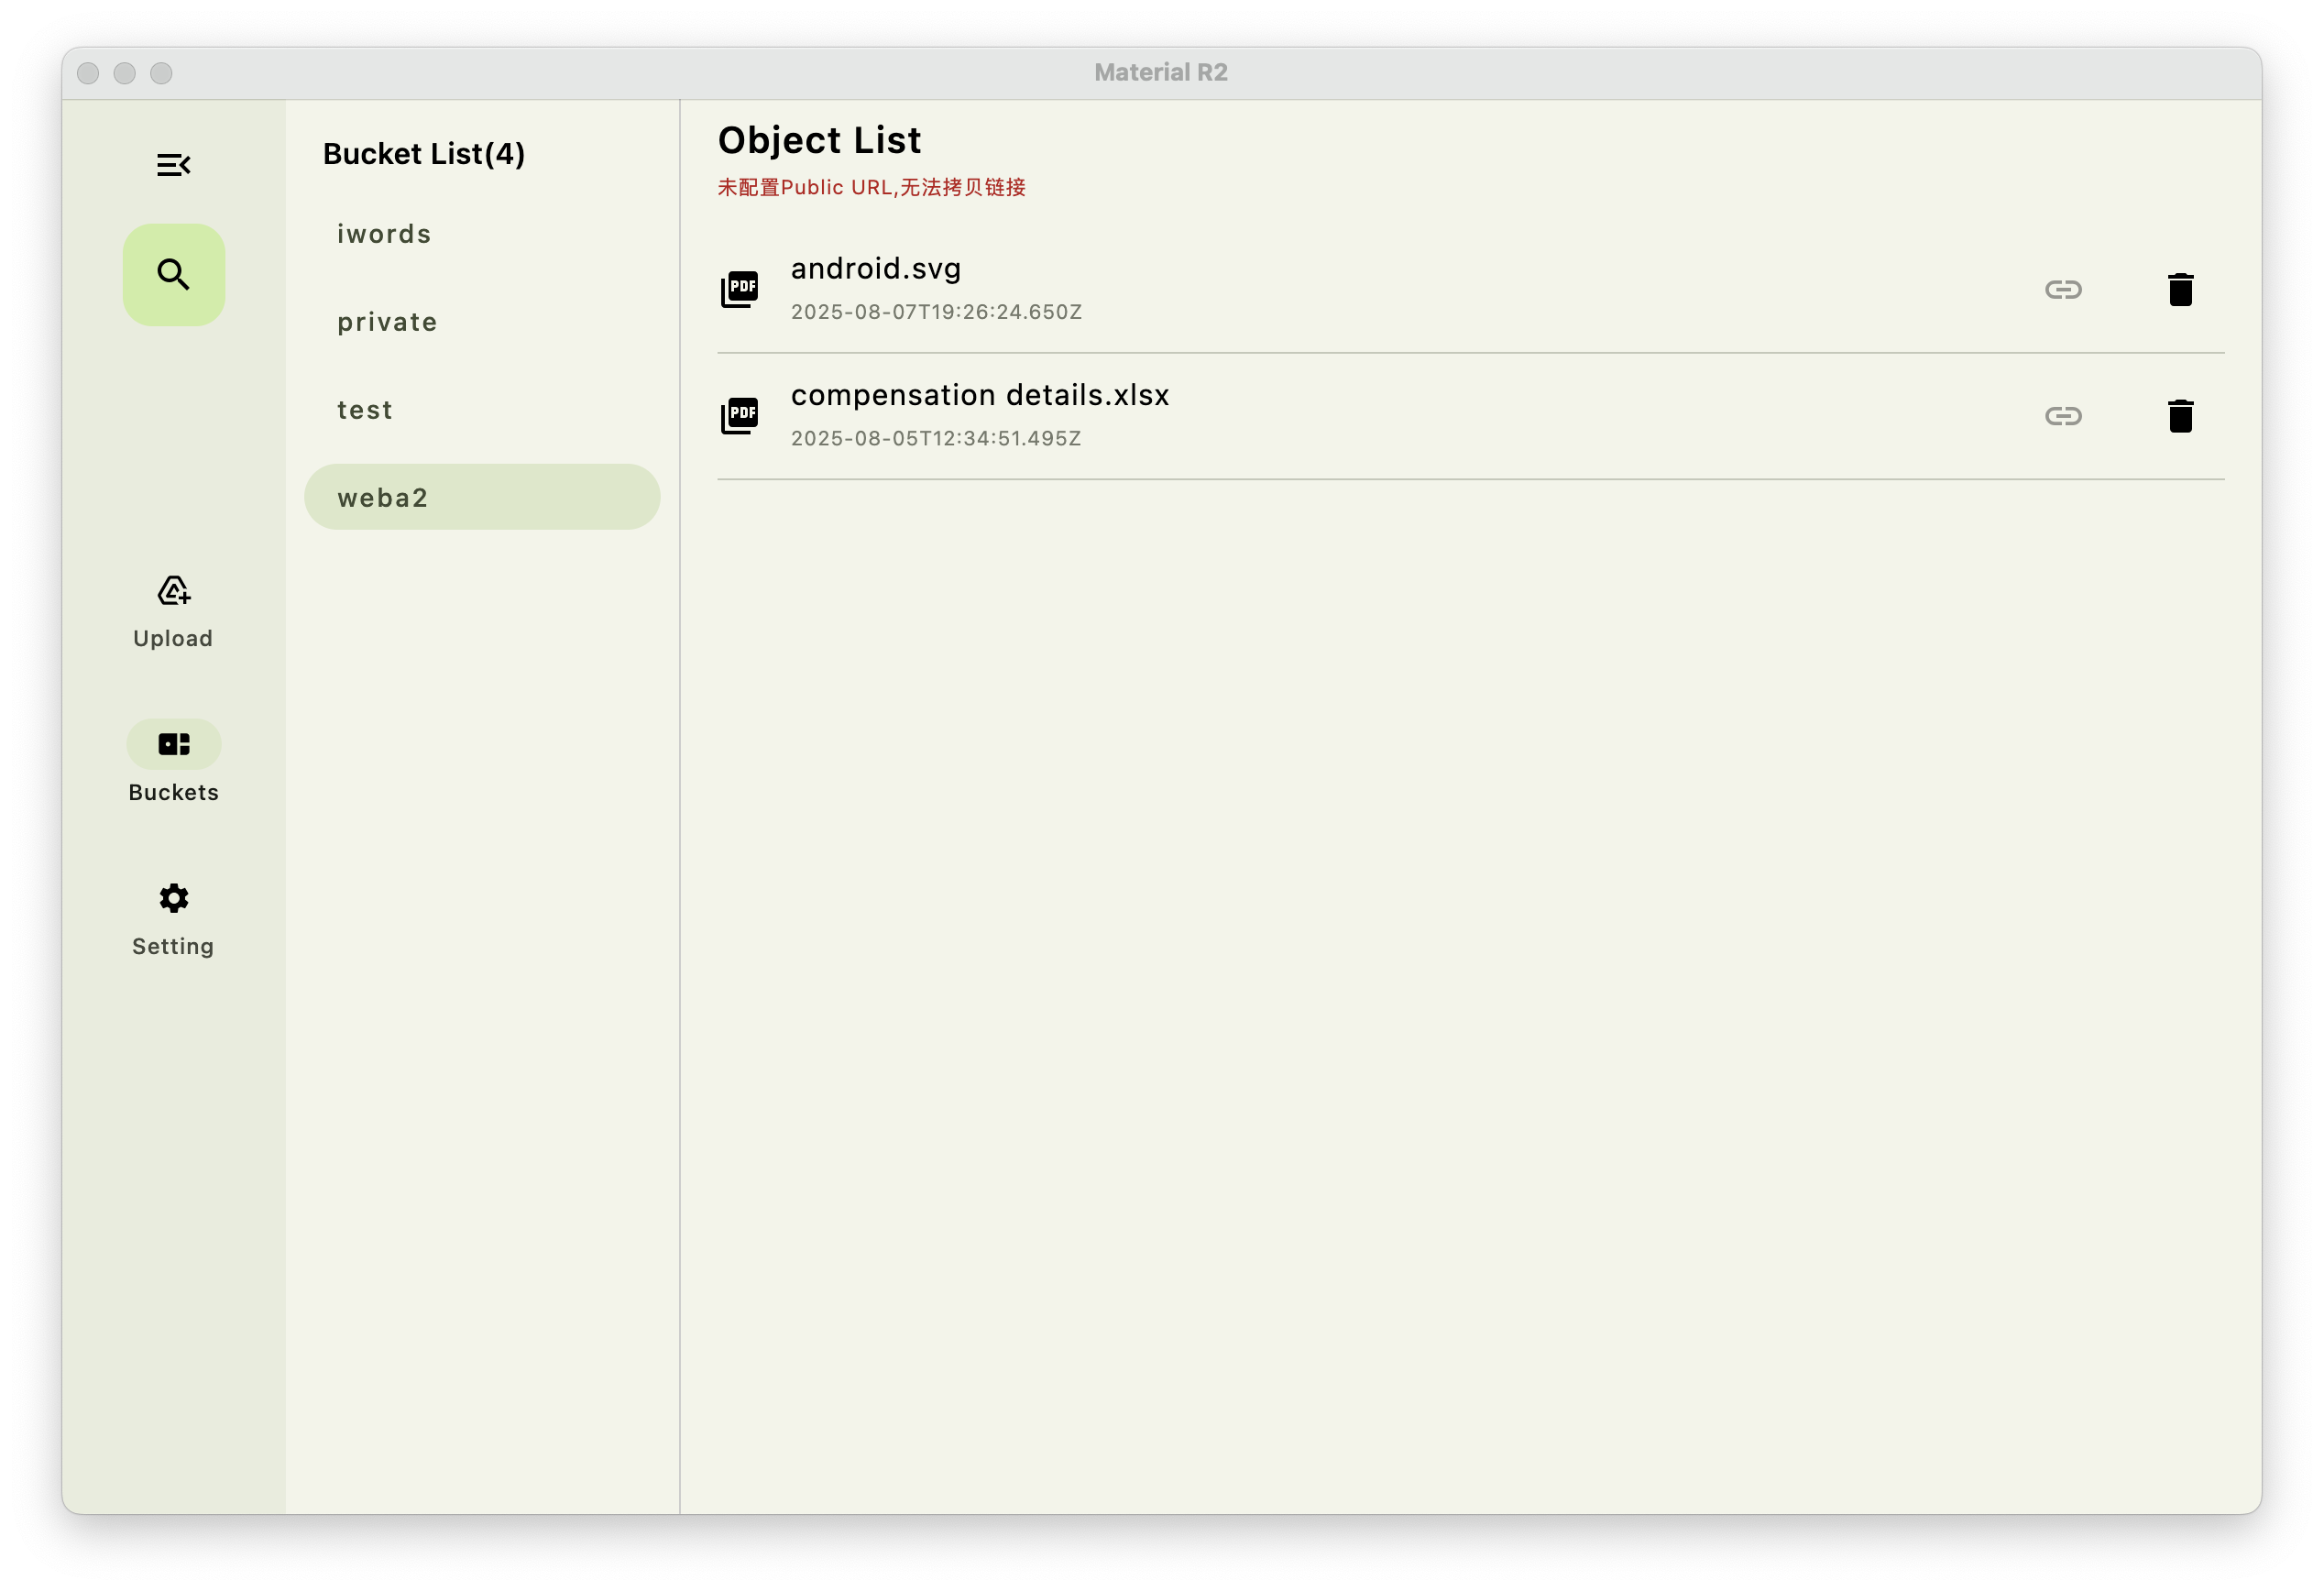 Material R2
Bucket List(4)
iwords
private
test
weba2
Upload
Buckets
Setting
Object List
未配置Public URL,无法拷贝链接
PDF
android.svg
2025-08-07T19:26:24.650Z
PDF
compensation details.xlsx
2025-08-05T12:34:51.495Z